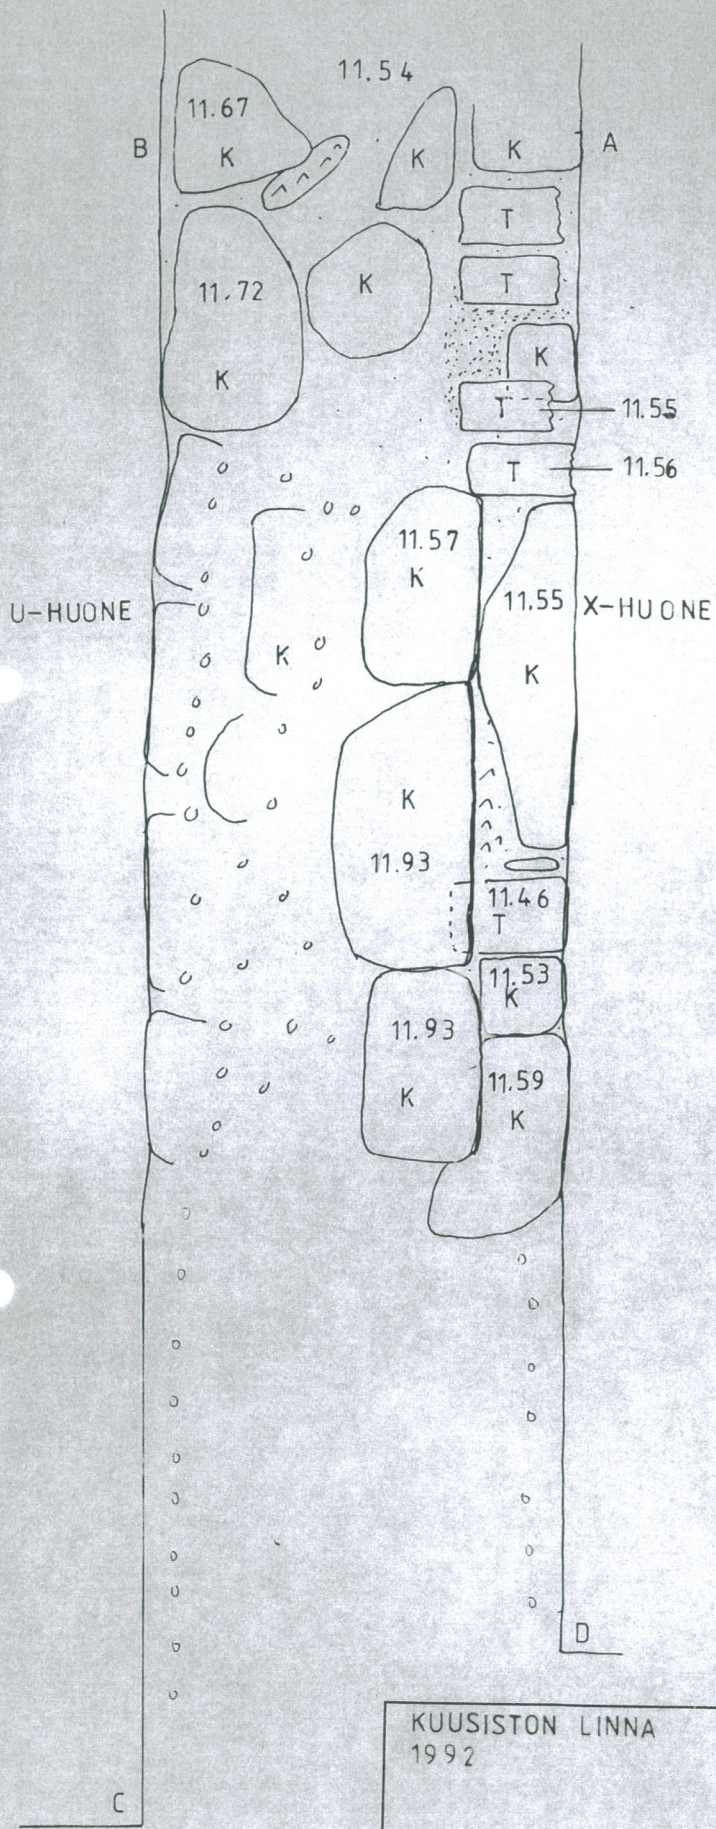 11.54
11.67
B
K
K
K
A
T
11.72
K
T
K
K
T
11.55
T
11.56
11.57
K
U-HUONE
11.55
X-HUONE
K
K
K
11.93
11.46
T
11.53
K
11.93
K
11.59
K
D
KUUSISTON LINNA
1992
C